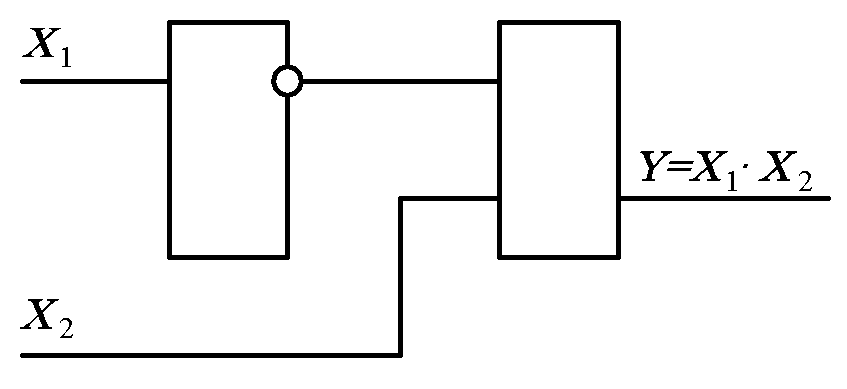 X₁
Y=X₁· X₂
X₂